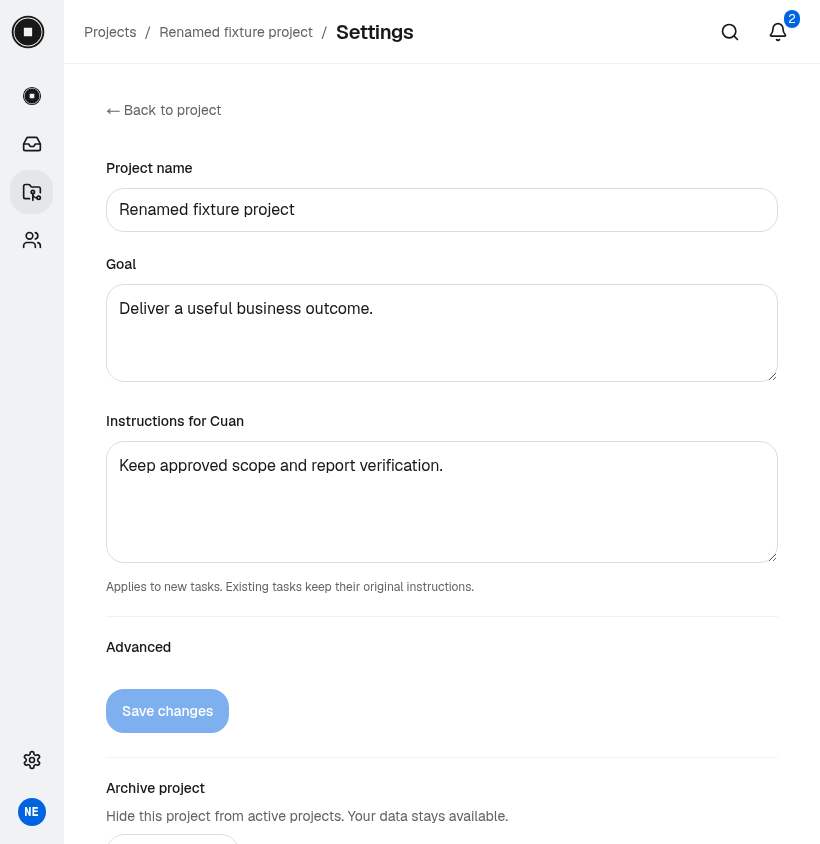 Projects / Renamed fixture project / Settings
2
← Back to project
Project name
Renamed fixture project
Goal
Deliver a useful business outcome.
Instructions for Cuan
Keep approved scope and report verification.
Applies to new tasks. Existing tasks keep their original instructions.
Advanced
Save changes
Archive project
Hide this project from active projects. Your data stays available.
NE